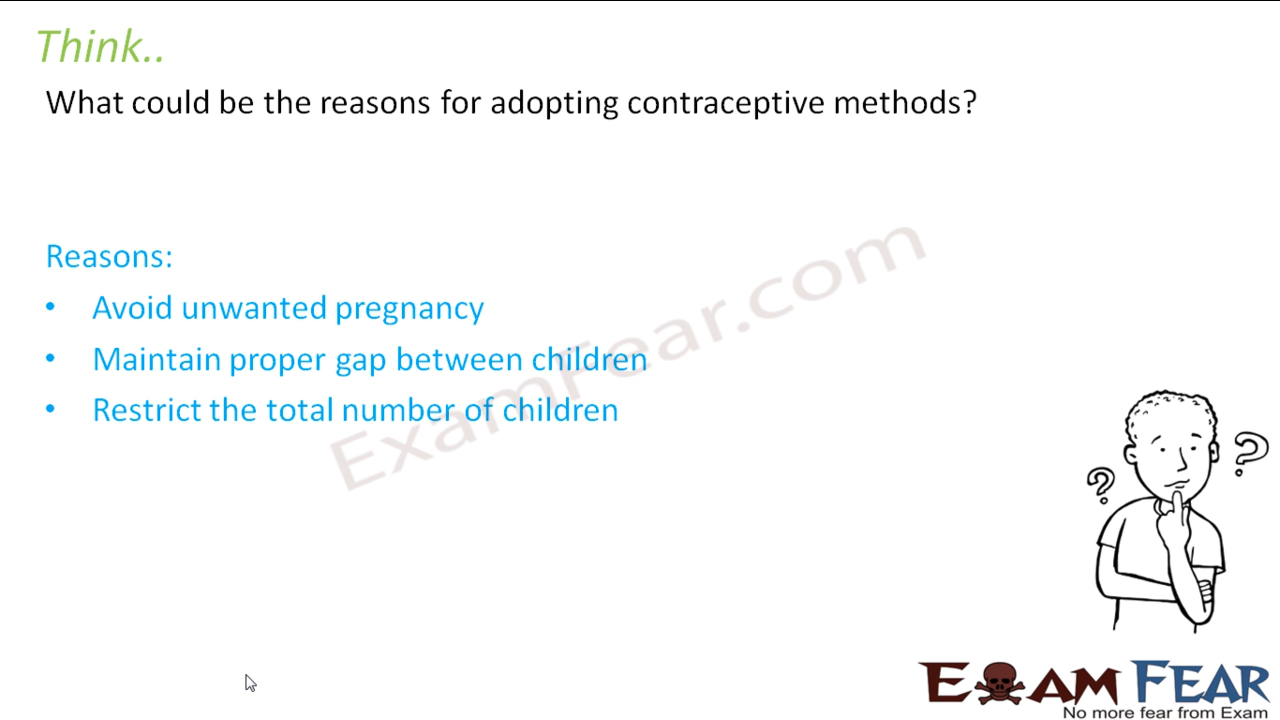 Think..
What could be the reasons for adopting contraceptive methods?
Reasons:
• Avoid unwanted pregnancy
• Maintain proper gap between children
• Restrict the total number of children
ExamFear.com
? ?
EXAM FEAR
No more fear from Exam